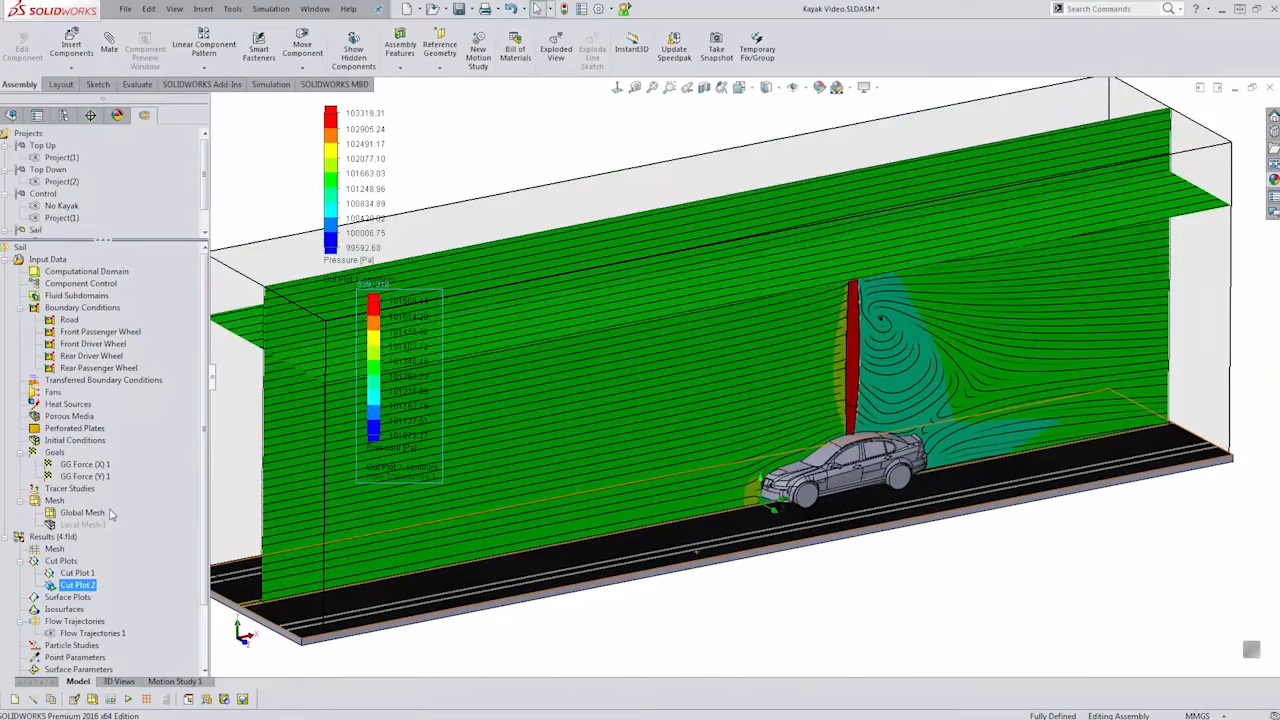 SOLIDWORKS File Edit View Insert Tools Simulation Window Help Kayak Video.SLDASM * Search Commands
Edit Component
Insert Components
Mate
Component Preview Window
Linear Component Pattern
Smart Fasteners
Move Component
Show Hidden Components
Assembly Features
Reference Geometry
New Motion Study
Bill of Materials
Exploded View
Explode Line Sketch
Instant3D
Update Speedpak
Take Snapshot
Temporary Fix/Group
Assembly Layout Sketch Evaluate SOLIDWORKS Add-Ins Simulation SOLIDWORKS MBD
Projects
Top Up
Project(1)
Top Down
Project(2)
Control
No Kayak
Project(1)
Sail
Sail
Input Data
Computational Domain
Component Control
Fluid Subdomains
Boundary Conditions
Road
Front Passenger Wheel
Front Driver Wheel
Rear Driver Wheel
Rear Passenger Wheel
Transferred Boundary Conditions
Fans
Heat Sources
Porous Media
Perforated Plates
Initial Conditions
Goals
GG Force (X) 1
GG Force (Y) 1
Tracer Studies
Mesh
Global Mesh
Local Mesh 1
Results (4.fld)
Mesh
Cut Plots
Cut Plot 1
Cut Plot 2
Surface Plots
Isosurfaces
Flow Trajectories
Flow Trajectories 1
Particle Studies
Point Parameters
Surface Parameters
103319.31
102905.24
102491.17
102077.10
101663.03
101248.96
100834.89
100420.82
100006.75
99592.68
Pressure [Pa]
Pressure [Pa]
Cut Plot 2: contours
Model 3D Views Motion Study 1
SOLIDWORKS Premium 2016 x64 Edition Fully Defined Editing Assembly MMGS